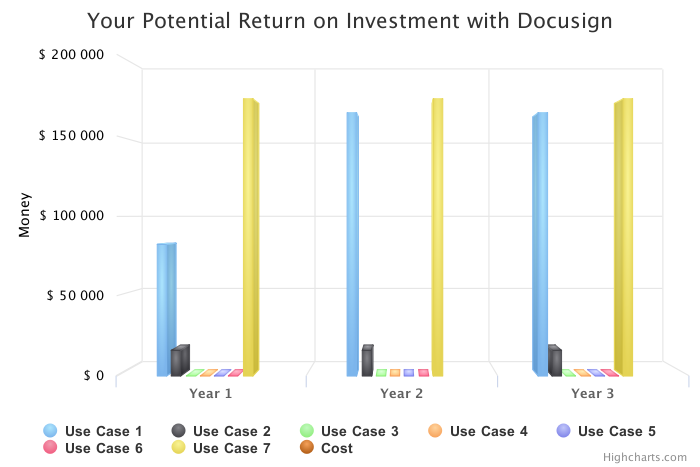 Your Potential Return on Investment with Docusign
$ 200 000
$ 150 000
$ 100 000
$ 50 000
$ 0
Money
Year 1 Year 2 Year 3
Use Case 1 Use Case 2 Use Case 3 Use Case 4 Use Case 5
Use Case 6 Use Case 7 Cost
Highcharts.com